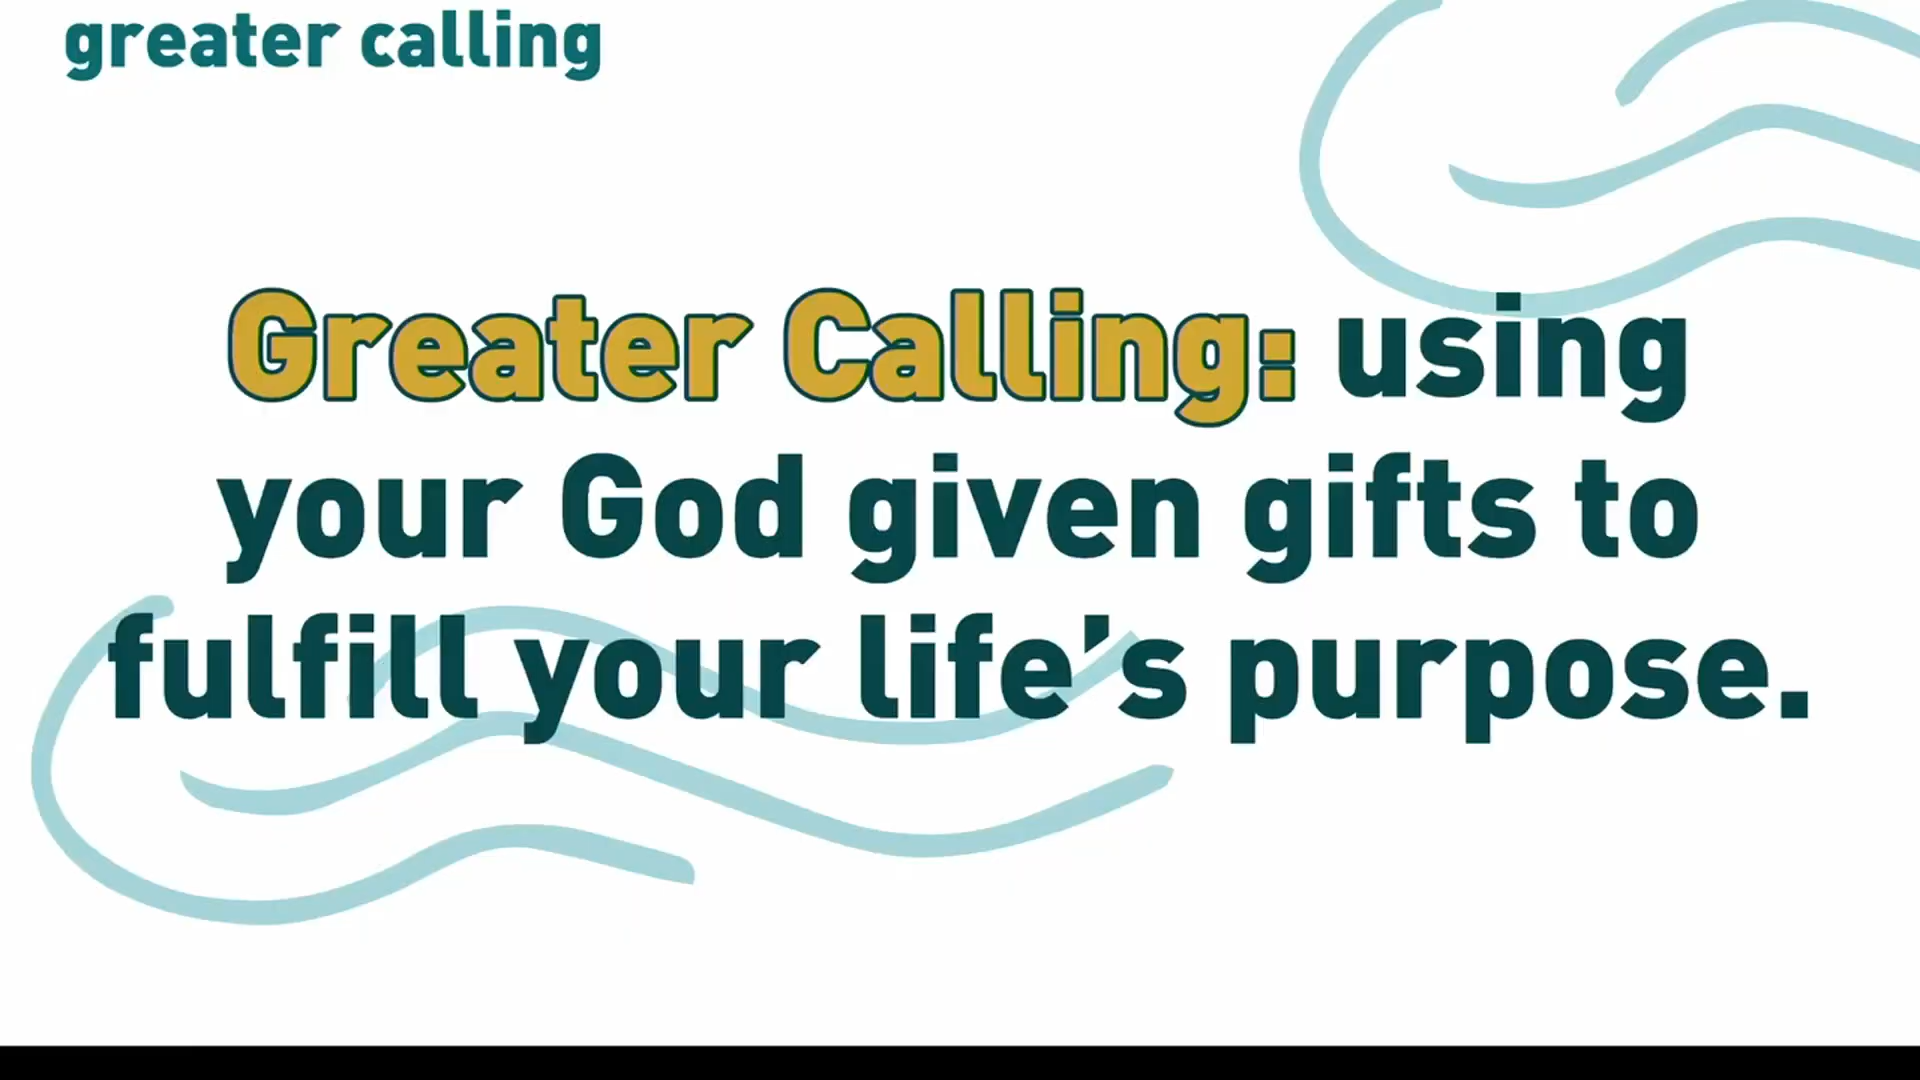 greater calling
Greater Calling: using
your God given gifts to
fulfill your life’s purpose.